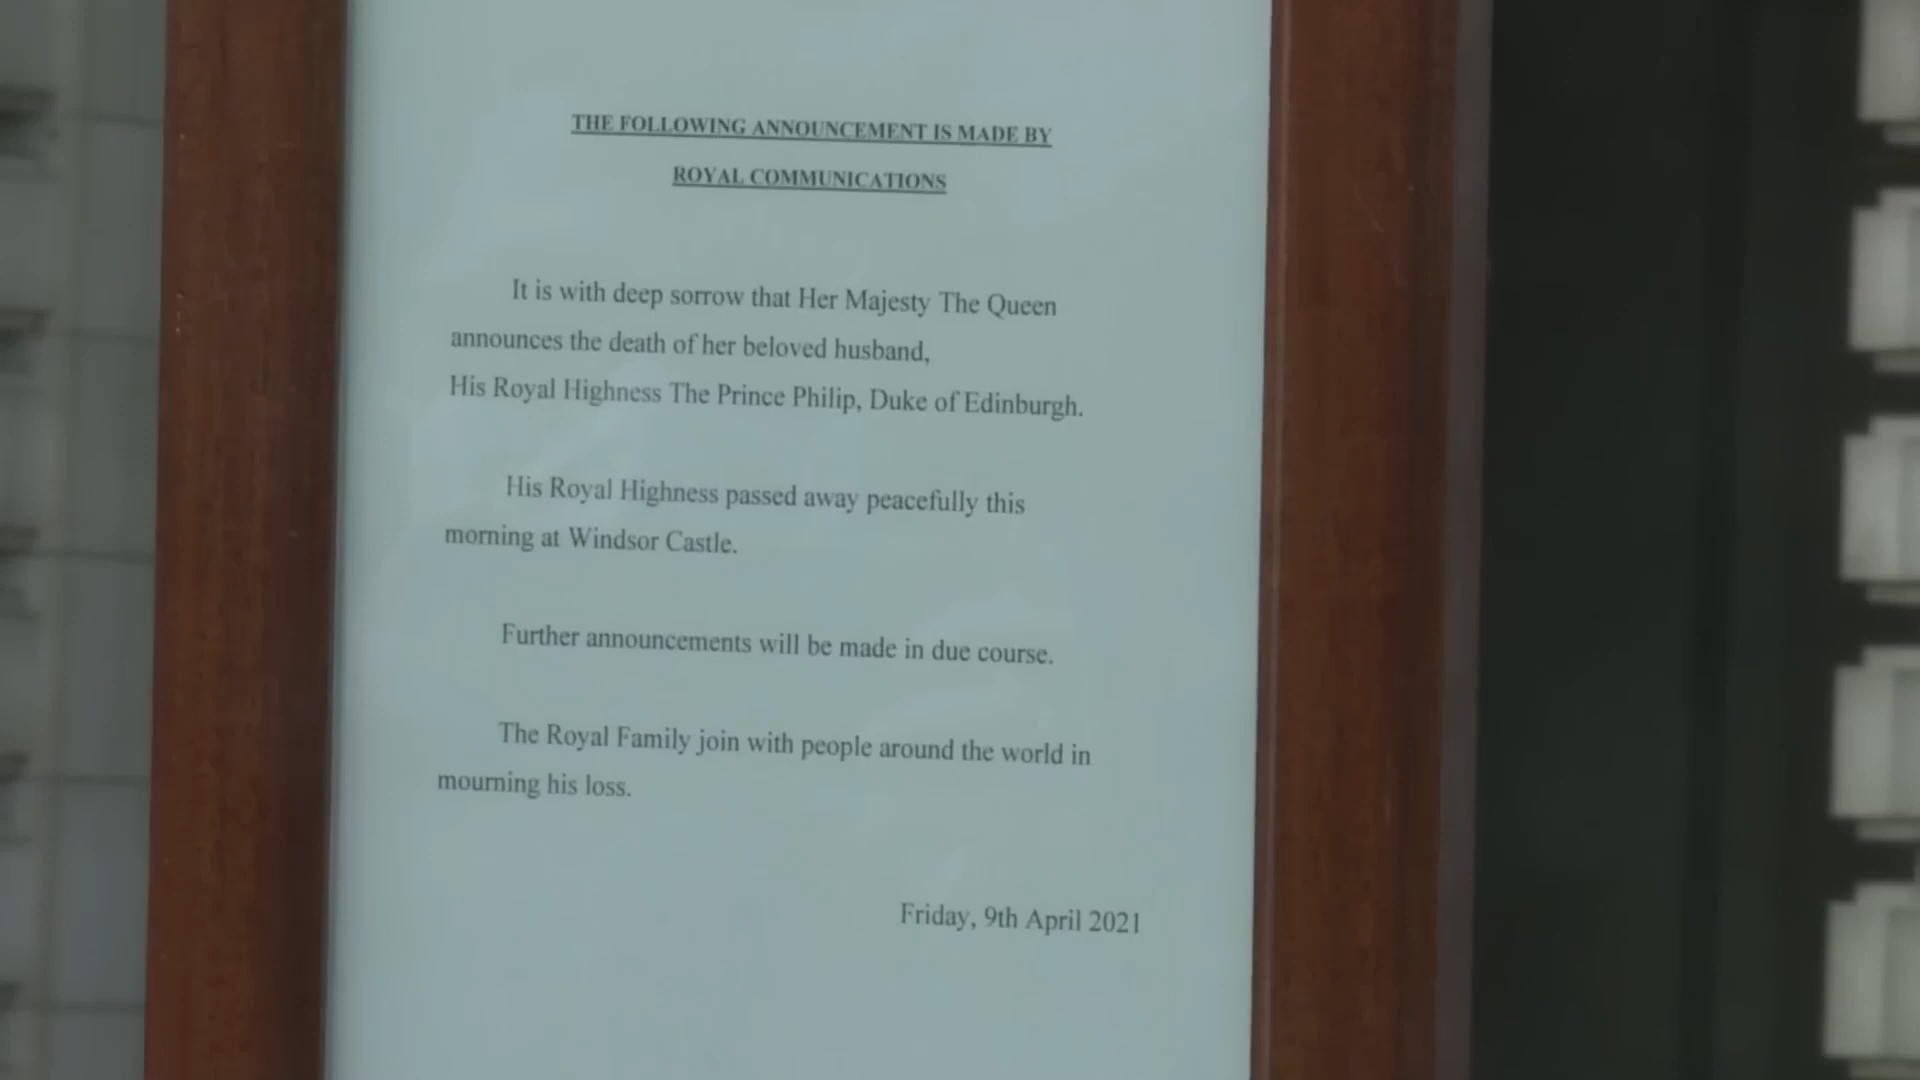 THE FOLLOWING ANNOUNCEMENT IS MADE BY
ROYAL COMMUNICATIONS
It is with deep sorrow that Her Majesty The Queen
announces the death of her beloved husband,
His Royal Highness The Prince Philip, Duke of Edinburgh.
His Royal Highness passed away peacefully this
morning at Windsor Castle.
Further announcements will be made in due course.
The Royal Family join with people around the world in
mourning his loss.
Friday, 9th April 2021